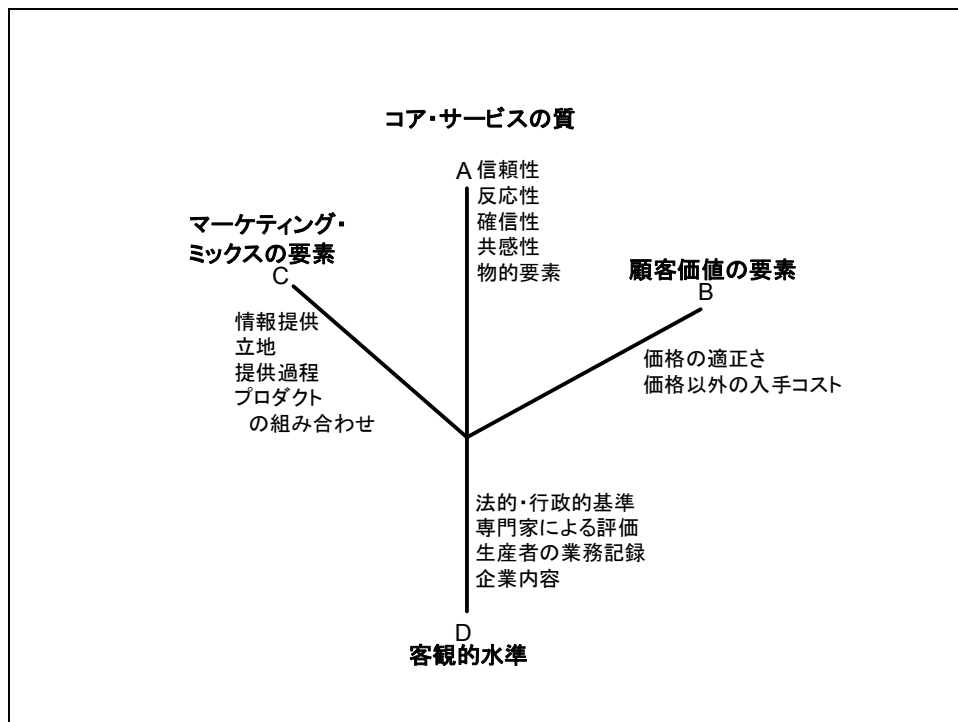 コア・サービスの質
A
信頼性
反応性
確信性
共感性
物的要素
マーケティング・
ミックスの要素
C
情報提供
立地
提供過程
プロダクト
の組み合わせ
顧客価値の要素
B
価格の適正さ
価格以外の入手コスト
法的・行政的基準
専門家による評価
生産者の業務記録
企業内容
D
客観的水準